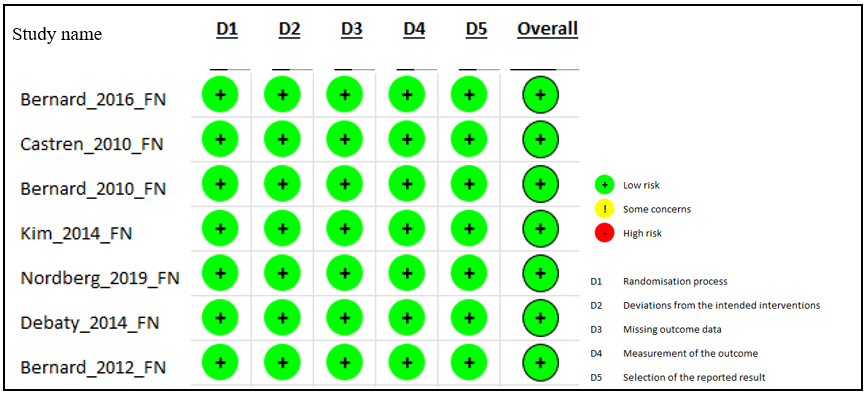 Study name D1 D2 D3 D4 D5 Overall
Bernard_2016_FN + + + + + +
Castren_2010_FN + + + + + +
Bernard_2010_FN + + + + + +
Kim_2014_FN + + + + + +
Nordberg_2019_FN + + + + + +
Debaty_2014_FN + + + + + +
Bernard_2012_FN + + + + + +
+ Low risk
! Some concerns
- High risk
D1 Randomisation process
D2 Deviations from the intended interventions
D3 Missing outcome data
D4 Measurement of the outcome
D5 Selection of the reported result